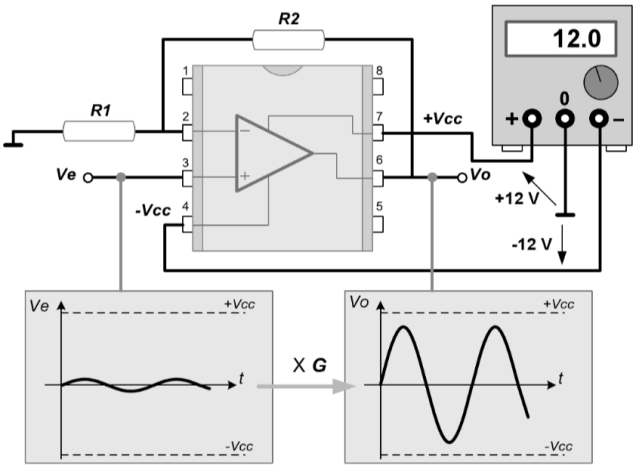 R2
12.0
1
8
R1
2
7
+Vcc
+
0
−
−
3
6
Ve
Vo
+
+12 V
-Vcc
4
5
-12 V
Ve
+Vcc
t
-Vcc
X G
Vo
+Vcc
t
-Vcc